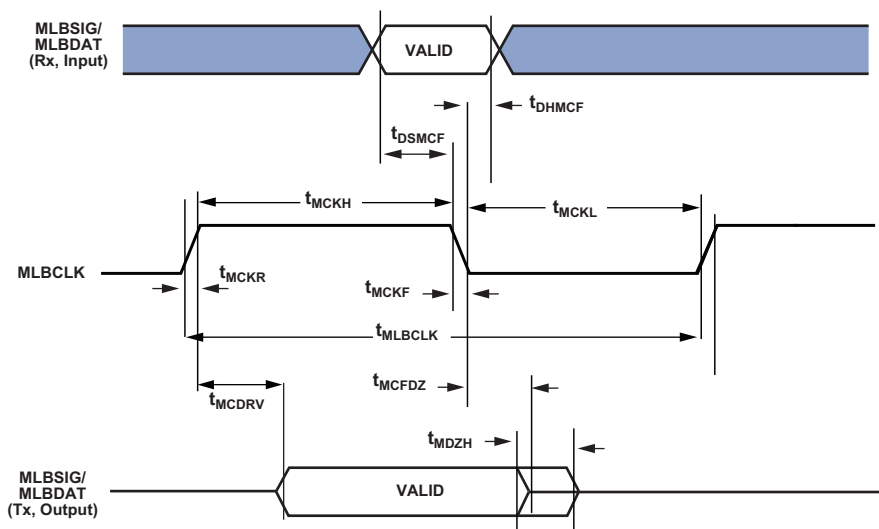 MLBSIG/
MLBDAT
(Rx, Input)
VALID
tDHMCF
tDSMCF
tMCKH
tMCKL
MLBCLK
tMCKR
tMCKF
tMLBCLK
tMCFDZ
tMCDRV
tMDZH
MLBSIG/
MLBDAT
(Tx, Output)
VALID